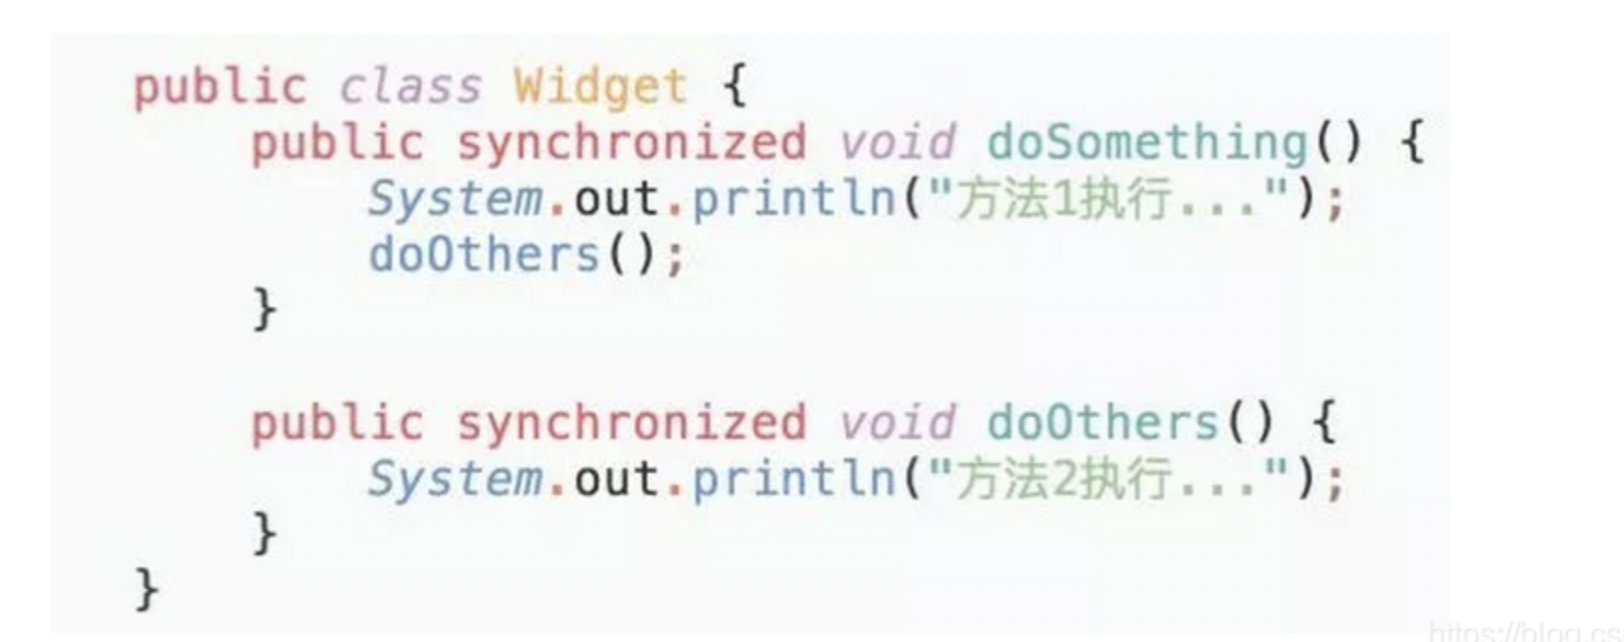 public class Widget {
    public synchronized void doSomething() {
        System.out.println("方法1执行...");
        doOthers();
    }

    public synchronized void doOthers() {
        System.out.println("方法2执行...");
    }
}
https://blog.cs